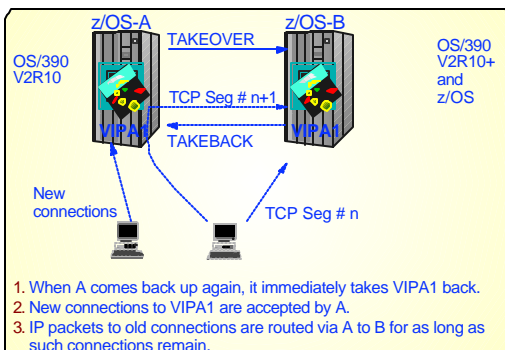 z/OS-A
z/OS-B
TAKEOVER
OS/390
V2R10
OS/390
V2R10+
and
z/OS
TCP Seg # n+1
VIPA1
VIPA1
TAKEBACK
New
connections
TCP Seg # n
1. When A comes back up again, it immediately takes VIPA1 back.
2. New connections to VIPA1 are accepted by A.
3. IP packets to old connections are routed via A to B for as long as
such connections remain.